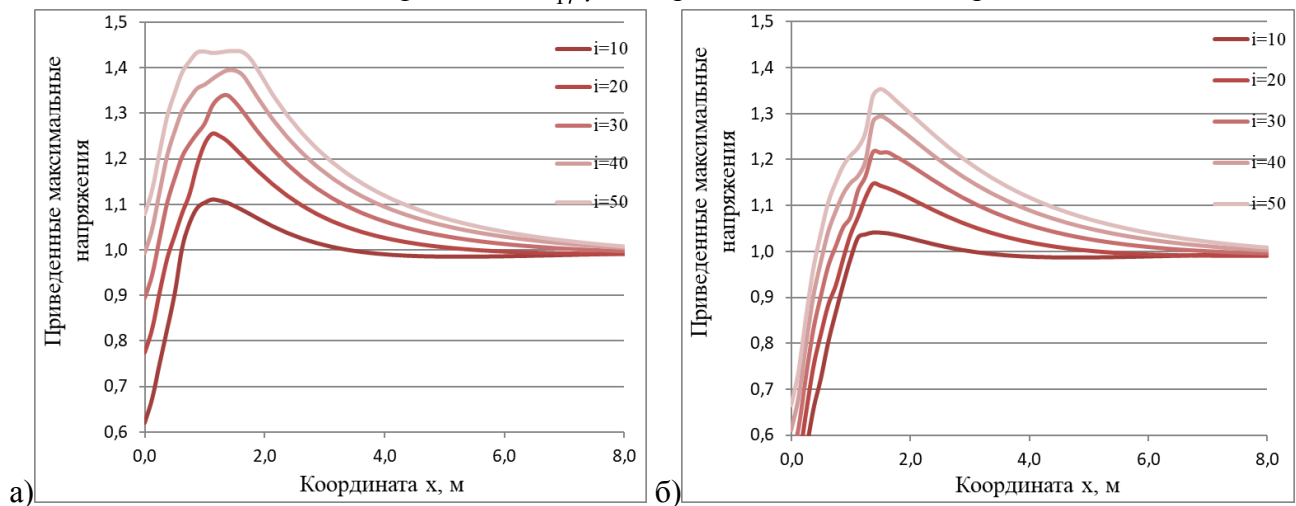 1,5
1,4
1,3
1,2
1,1
1,0
0,9
0,8
0,7
0,6
Приведенные максимальные
напряжения
i=10
i=20
i=30
i=40
i=50
0,0 2,0 4,0 6,0 8,0
Координата x, м
а)
1,5
1,4
1,3
1,2
1,1
1,0
0,9
0,8
0,7
0,6
Приведенные максимальные
напряжения
i=10
i=20
i=30
i=40
i=50
0,0 2,0 4,0 6,0 8,0
Координата x, м
б)